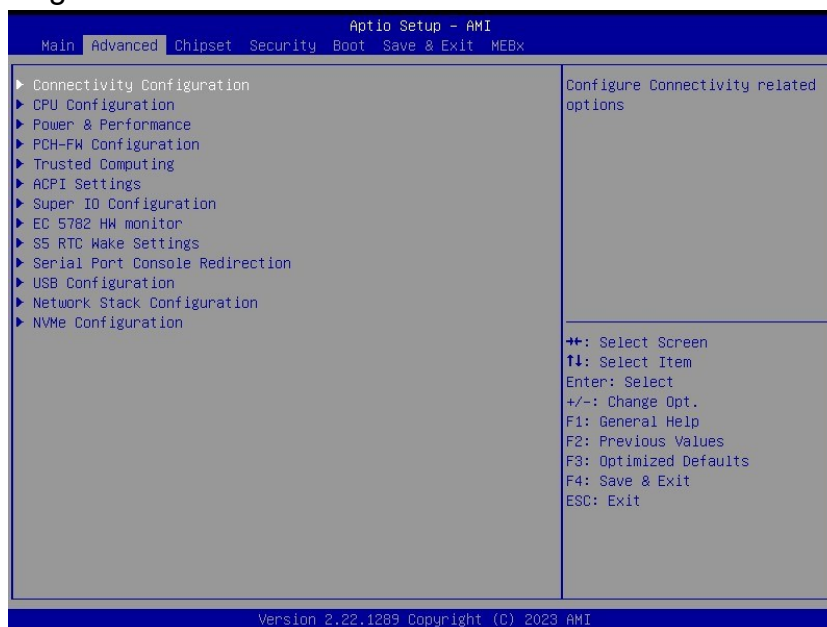 Aptio Setup - AMI
Main Advanced Chipset Security Boot Save & Exit MEBx
▶ Connectivity Configuration
▶ CPU Configuration
▶ Power & Performance
▶ PCH-FW Configuration
▶ Trusted Computing
▶ ACPI Settings
▶ Super IO Configuration
▶ EC 5782 HW monitor
▶ S5 RTC Wake Settings
▶ Serial Port Console Redirection
▶ USB Configuration
▶ Network Stack Configuration
▶ NVMe Configuration
Configure Connectivity related
options
→←: Select Screen
↑↓: Select Item
Enter: Select
+/-: Change Opt.
F1: General Help
F2: Previous Values
F3: Optimized Defaults
F4: Save & Exit
ESC: Exit
Version 2.22.1289 Copyright (C) 2023 AMI